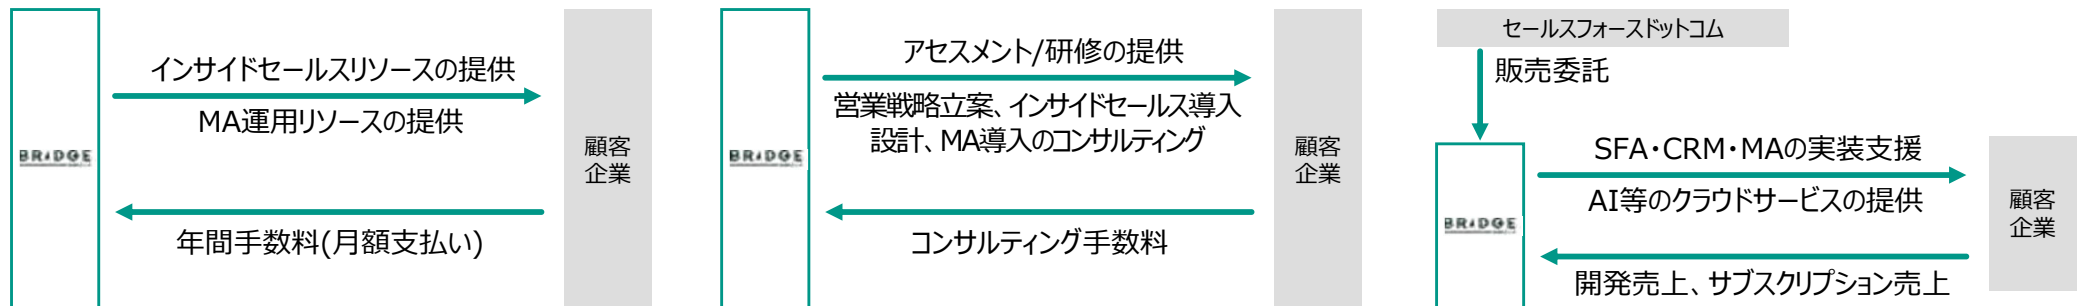 BRIDGE
インサイドセールスリソースの提供
MA運用リソースの提供
年間手数料(月額支払い)
顧客
企業
BRIDGE
アセスメント/研修の提供
営業戦略立案、インサイドセールス導入
設計、MA導入のコンサルティング
コンサルティング手数料
顧客
企業
セールスフォースドットコム
販売委託
BRIDGE
SFA・CRM・MAの実装支援
AI等のクラウドサービスの提供
開発売上、サブスクリプション売上
顧客
企業